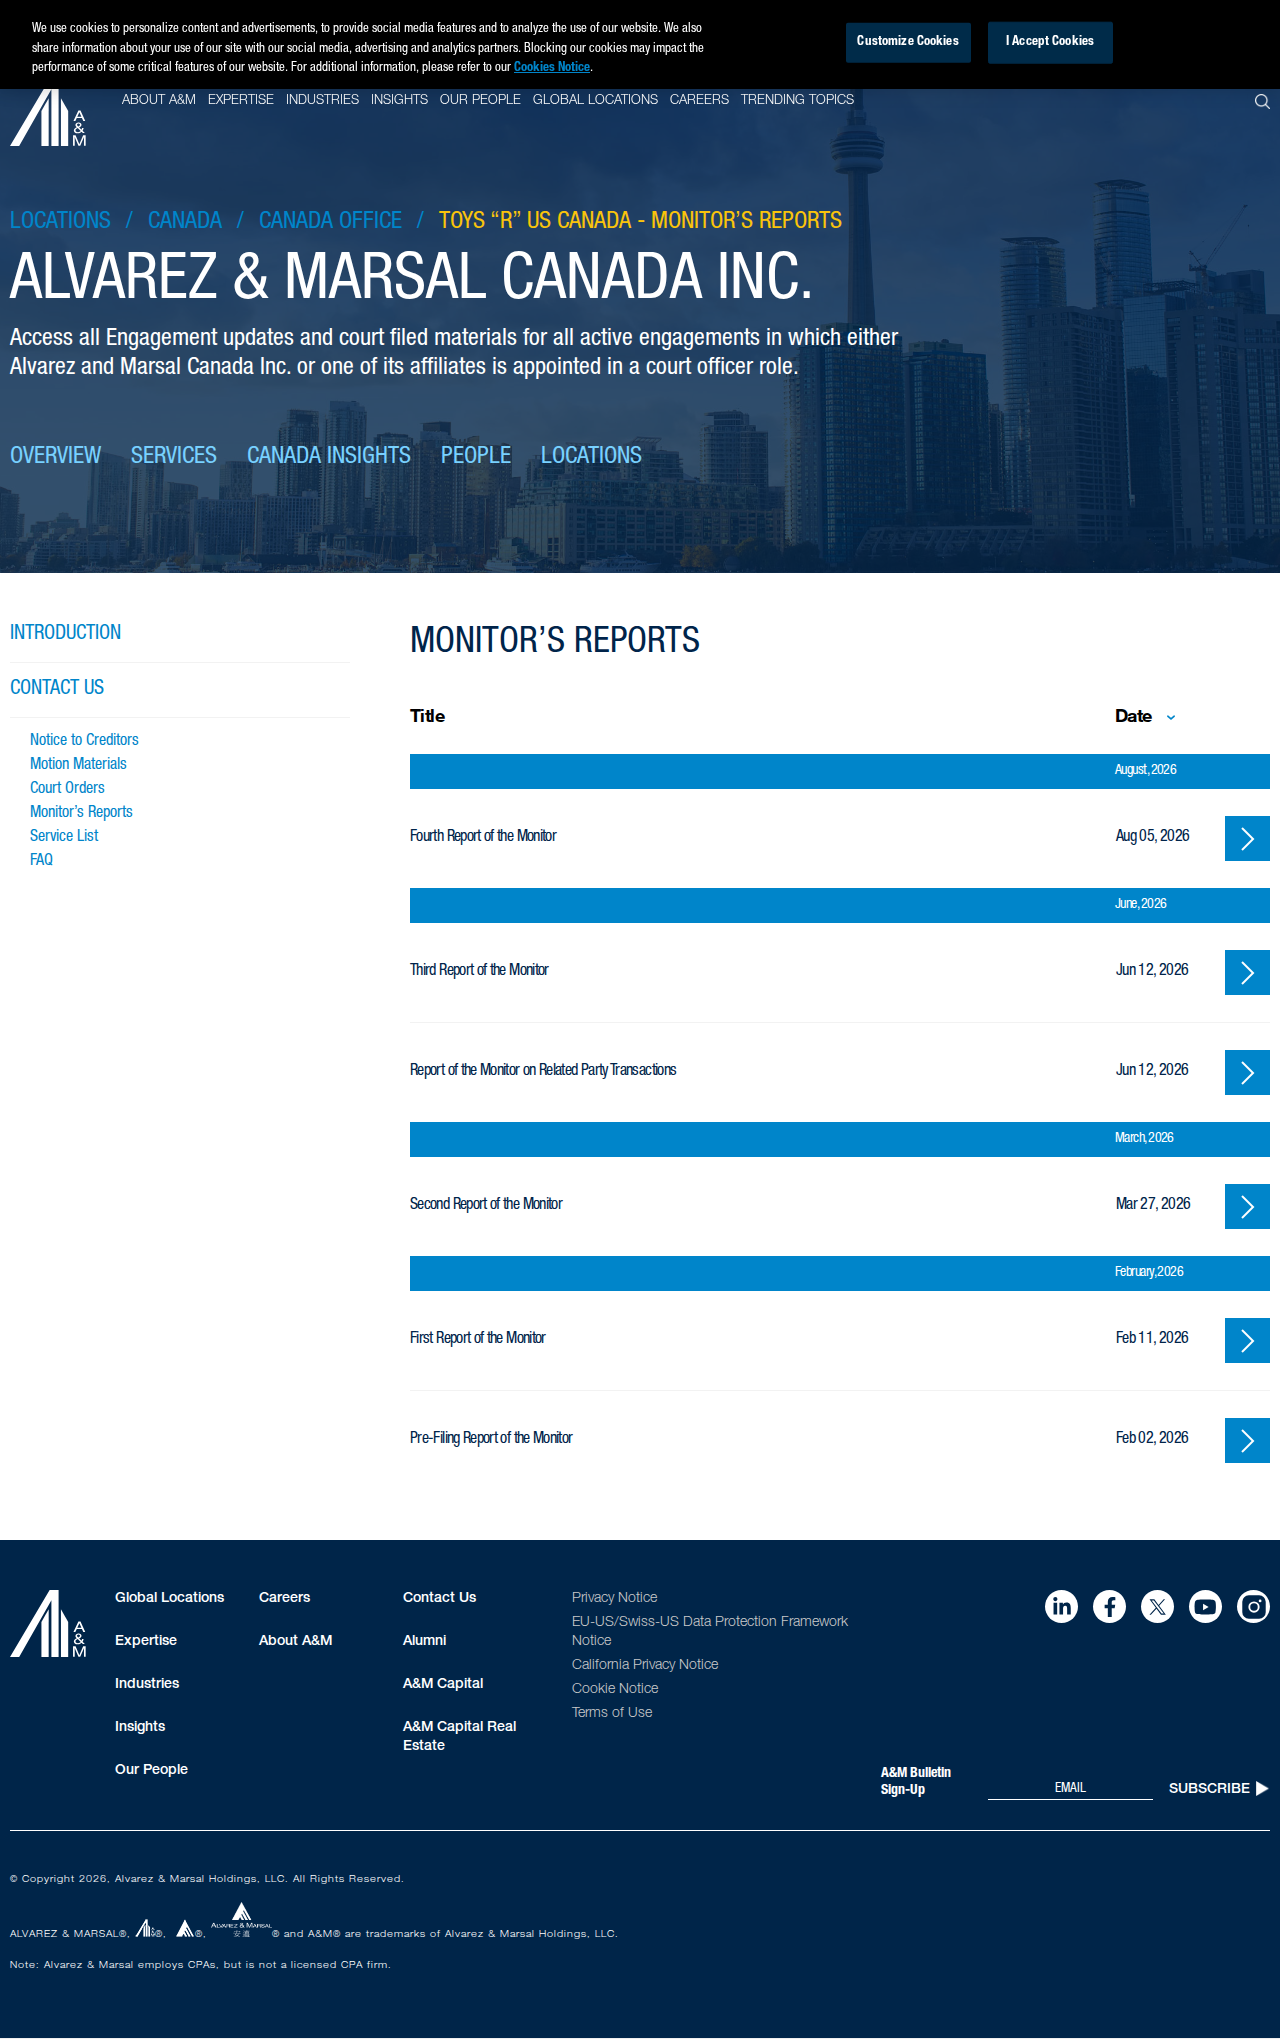 We use cookies to personalize content and advertisements, to provide social media features and to analyze the use of our website. We also
share information about your use of our site with our social media, advertising and analytics partners. Blocking our cookies may impact the
performance of some critical features of our website. For additional information, please refer to our Cookies Notice.
Customize Cookies
I Accept Cookies
A & M
ABOUT A&M EXPERTISE INDUSTRIES INSIGHTS OUR PEOPLE GLOBAL LOCATIONS CAREERS TRENDING TOPICS
LOCATIONS / CANADA / CANADA OFFICE / TOYS “R” US CANADA - MONITOR’S REPORTS
ALVAREZ & MARSAL CANADA INC.
Access all Engagement updates and court filed materials for all active engagements in which either
Alvarez and Marsal Canada Inc. or one of its affiliates is appointed in a court officer role.
OVERVIEW SERVICES CANADA INSIGHTS PEOPLE LOCATIONS
INTRODUCTION
CONTACT US
Notice to Creditors
Motion Materials
Court Orders
Monitor’s Reports
Service List
FAQ
MONITOR’S REPORTS
Title Date
August, 2026
Fourth Report of the Monitor Aug 05, 2026
June, 2026
Third Report of the Monitor Jun 12, 2026
Report of the Monitor on Related Party Transactions Jun 12, 2026
March, 2026
Second Report of the Monitor Mar 27, 2026
February, 2026
First Report of the Monitor Feb 11, 2026
Pre-Filing Report of the Monitor Feb 02, 2026
A & M
Global Locations
Expertise
Industries
Insights
Our People
Careers
About A&M
Contact Us
Alumni
A&M Capital
A&M Capital Real
Estate
Privacy Notice
EU-US/Swiss-US Data Protection Framework
Notice
California Privacy Notice
Cookie Notice
Terms of Use
A&M Bulletin
Sign-Up
EMAIL
SUBSCRIBE
© Copyright 2026, Alvarez & Marsal Holdings, LLC. All Rights Reserved.
ALVAREZ & MARSAL®, A&M®, ®, ALVAREZ & MARSAL 安邁® and A&M® are trademarks of Alvarez & Marsal Holdings, LLC.
Note: Alvarez & Marsal employs CPAs, but is not a licensed CPA firm.